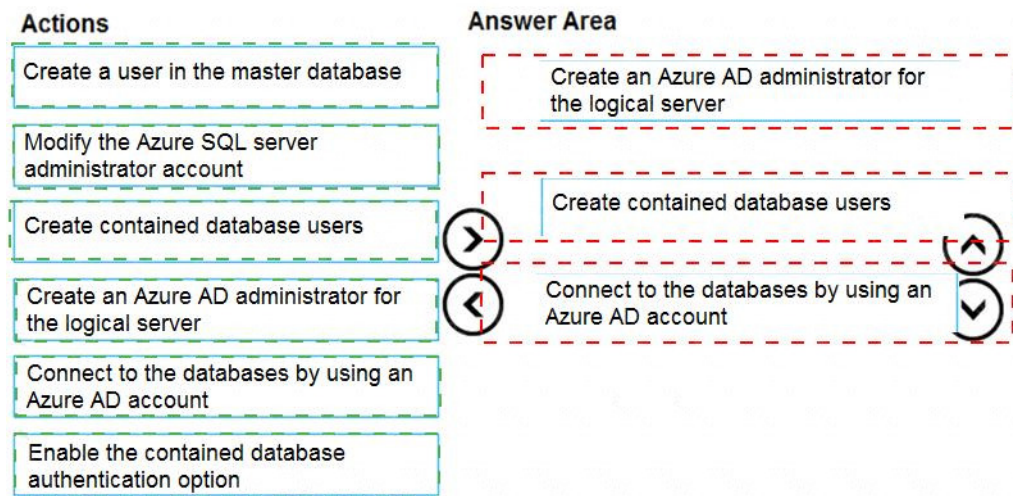 Actions
Create a user in the master database
Modify the Azure SQL server
administrator account
Create contained database users
Create an Azure AD administrator for
the logical server
Connect to the databases by using an
Azure AD account
Enable the contained database
authentication option
Answer Area
Create an Azure AD administrator for
the logical server
Create contained database users
Connect to the databases by using an
Azure AD account